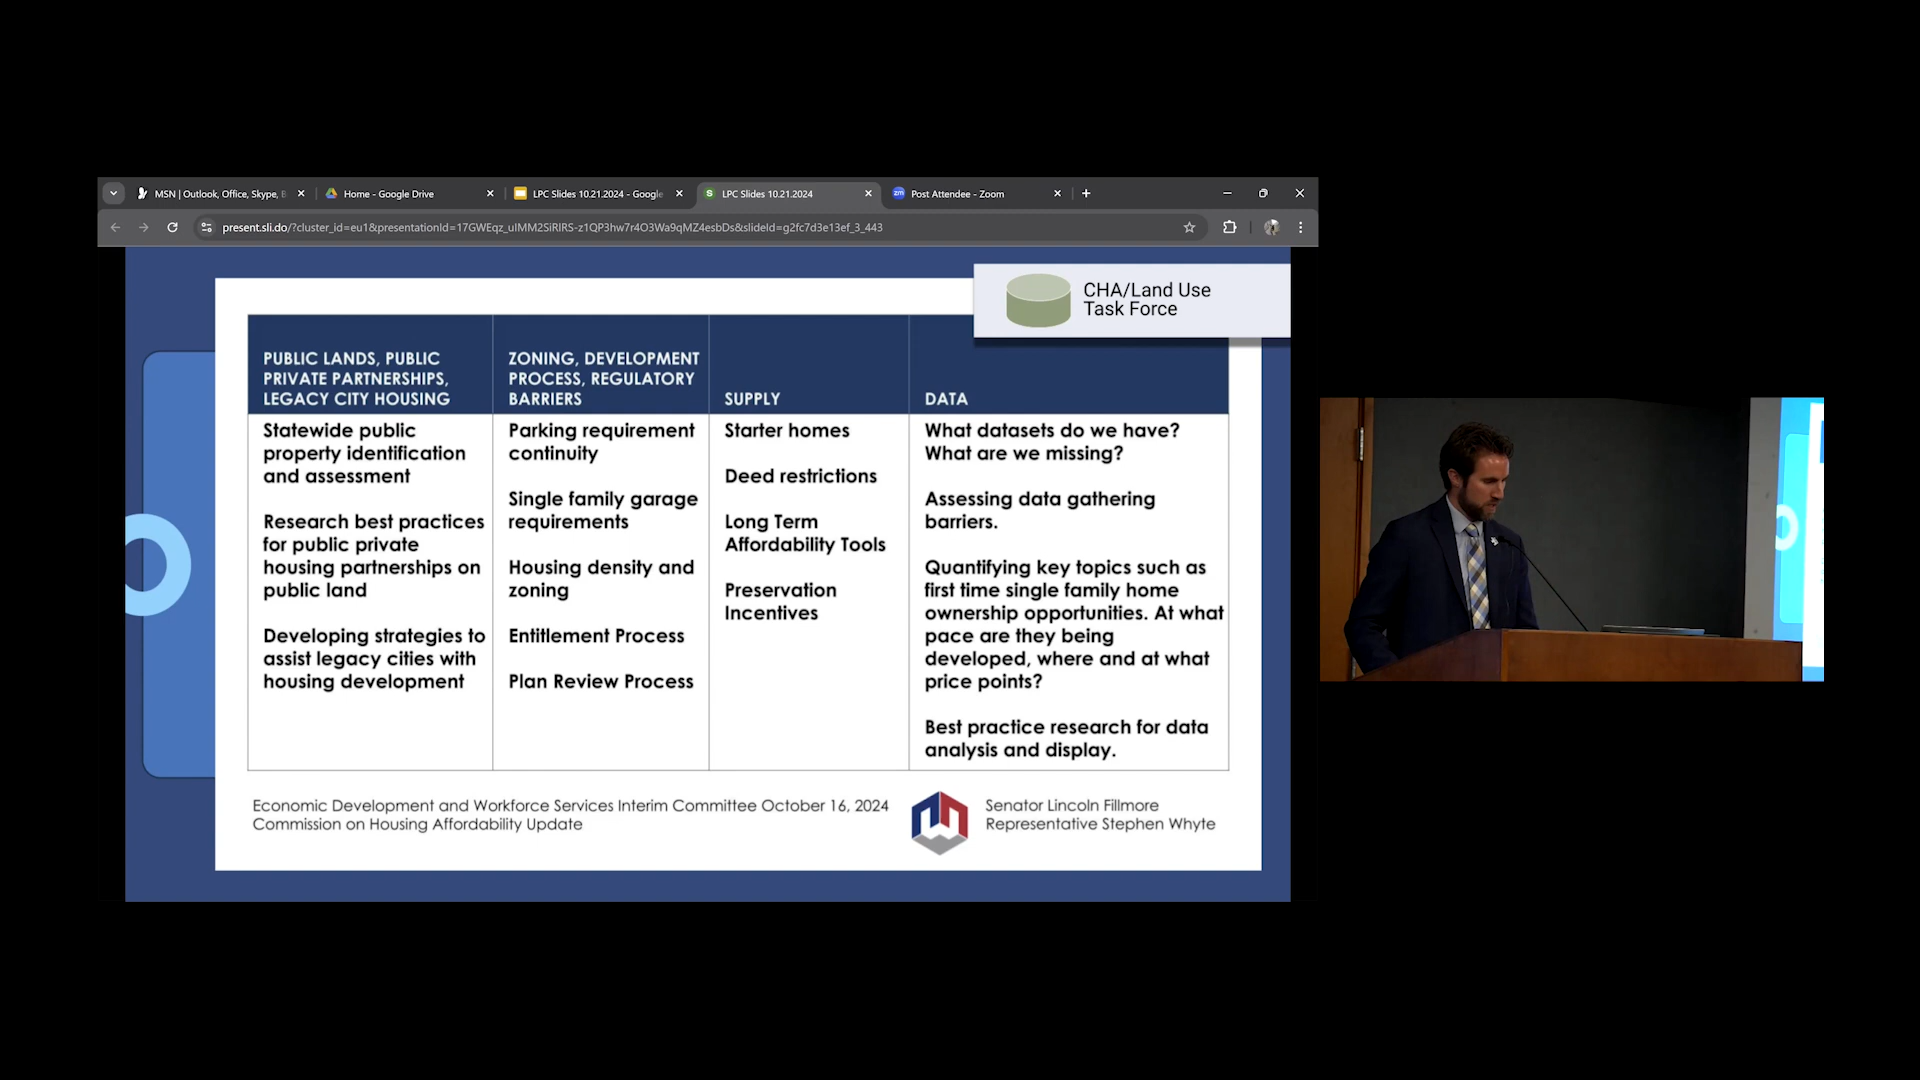 MSN | Outlook, Office, Skype,
Home - Google Drive
LPC Slides 10.21.2024 - Google
LPC Slides 10.21.2024
zm
Post Attendee - Zoom
present.sli.do/?cluster_id=eu1&presentationId=17GWEqz_uIMM2SiRlRS-z1QP3hw7r4O3Wa9qMZ4esbDs&slideId=g2fc7d3e13ef_3_443
CHA/Land Use
Task Force
PUBLIC LANDS, PUBLIC
PRIVATE PARTNERSHIPS,
LEGACY CITY HOUSING
Statewide public
property identification
and assessment
Research best practices
for public private
housing partnerships on
public land
Developing strategies to
assist legacy cities with
housing development
ZONING, DEVELOPMENT
PROCESS, REGULATORY
BARRIERS
Parking requirement
continuity
Single family garage
requirements
Housing density and
zoning
Entitlement Process
Plan Review Process
SUPPLY
Starter homes
Deed restrictions
Long Term
Affordability Tools
Preservation
Incentives
DATA
What datasets do we have?
What are we missing?
Assessing data gathering
barriers.
Quantifying key topics such as
first time single family home
ownership opportunities. At what
pace are they being
developed, where and at what
price points?
Best practice research for data
analysis and display.
Economic Development and Workforce Services Interim Committee October 16, 2024
Commission on Housing Affordability Update
Senator Lincoln Fillmore
Representative Stephen Whyte